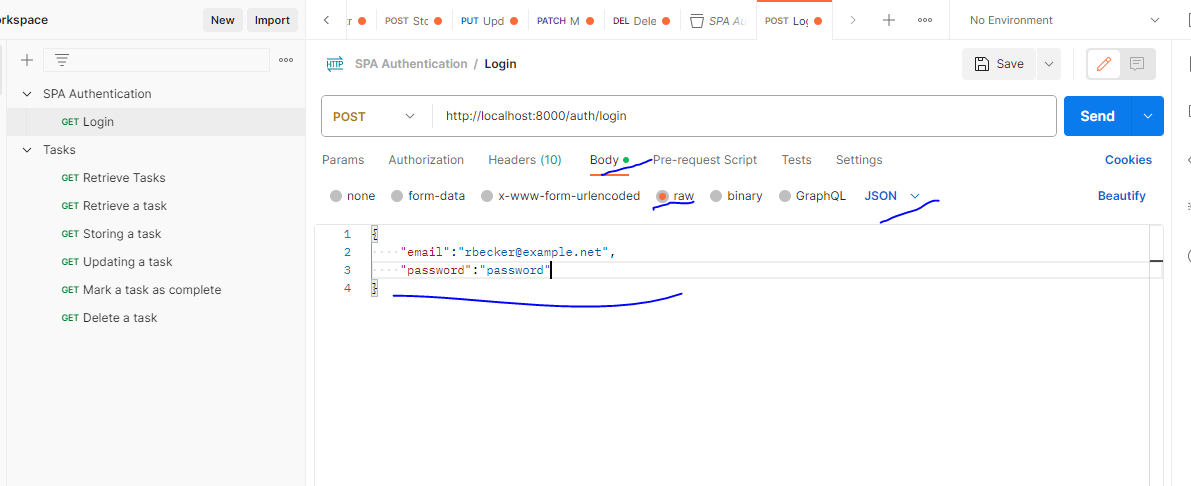 rkspace New Import
POST Sto PUT Upd PATCH M DEL Dele SPA Au POST Log No Environment
SPA Authentication
GET Login
Tasks
GET Retrieve Tasks
GET Retrieve a task
GET Storing a task
GET Updating a task
GET Mark a task as complete
GET Delete a task
HTTP SPA Authentication / Login Save
POST http://localhost:8000/auth/login Send
Params Authorization Headers (10) Body Pre-request Script Tests Settings Cookies
none form-data x-www-form-urlencoded raw binary GraphQL JSON Beautify
1 {
2 "email":"rbecker@example.net",
3 "password":"password"
4 }